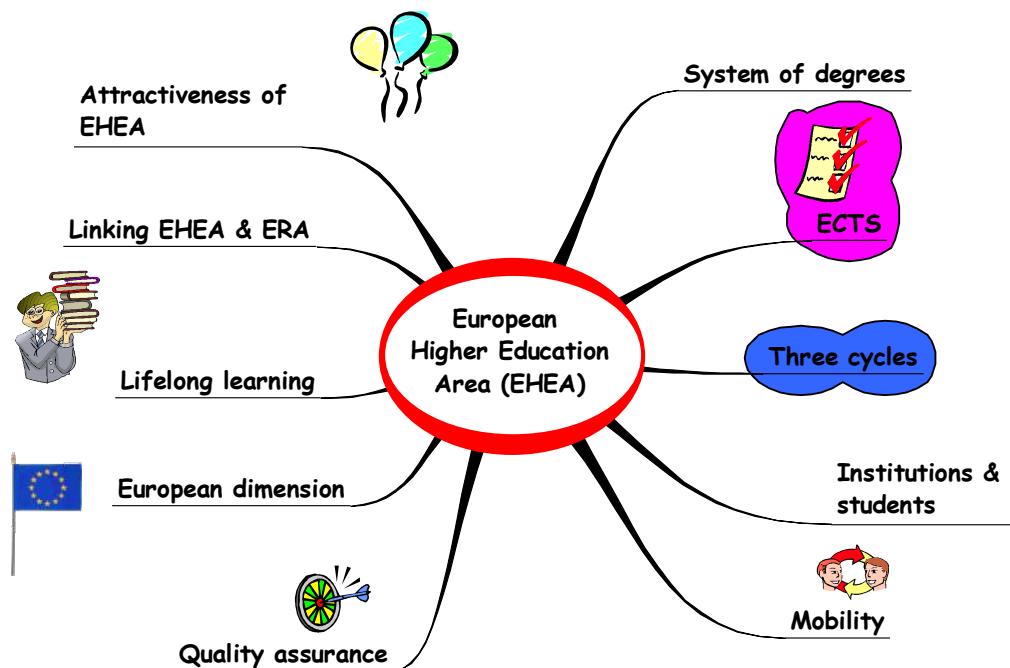 European
Higher Education
Area (EHEA)
System of degrees
ECTS
Three cycles
Institutions &
students
Mobility
Quality assurance
European dimension
Lifelong learning
Linking EHEA & ERA
Attractiveness of
EHEA